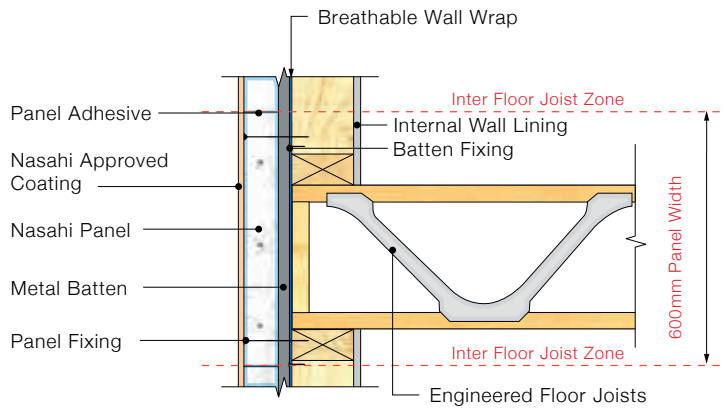 Breathable Wall Wrap
Inter Floor Joist Zone
Panel Adhesive
Internal Wall Lining
Batten Fixing
Nasahi Approved
Coating
Nasahi Panel
600mm Panel Width
Metal Batten
Panel Fixing
Inter Floor Joist Zone
Engineered Floor Joists